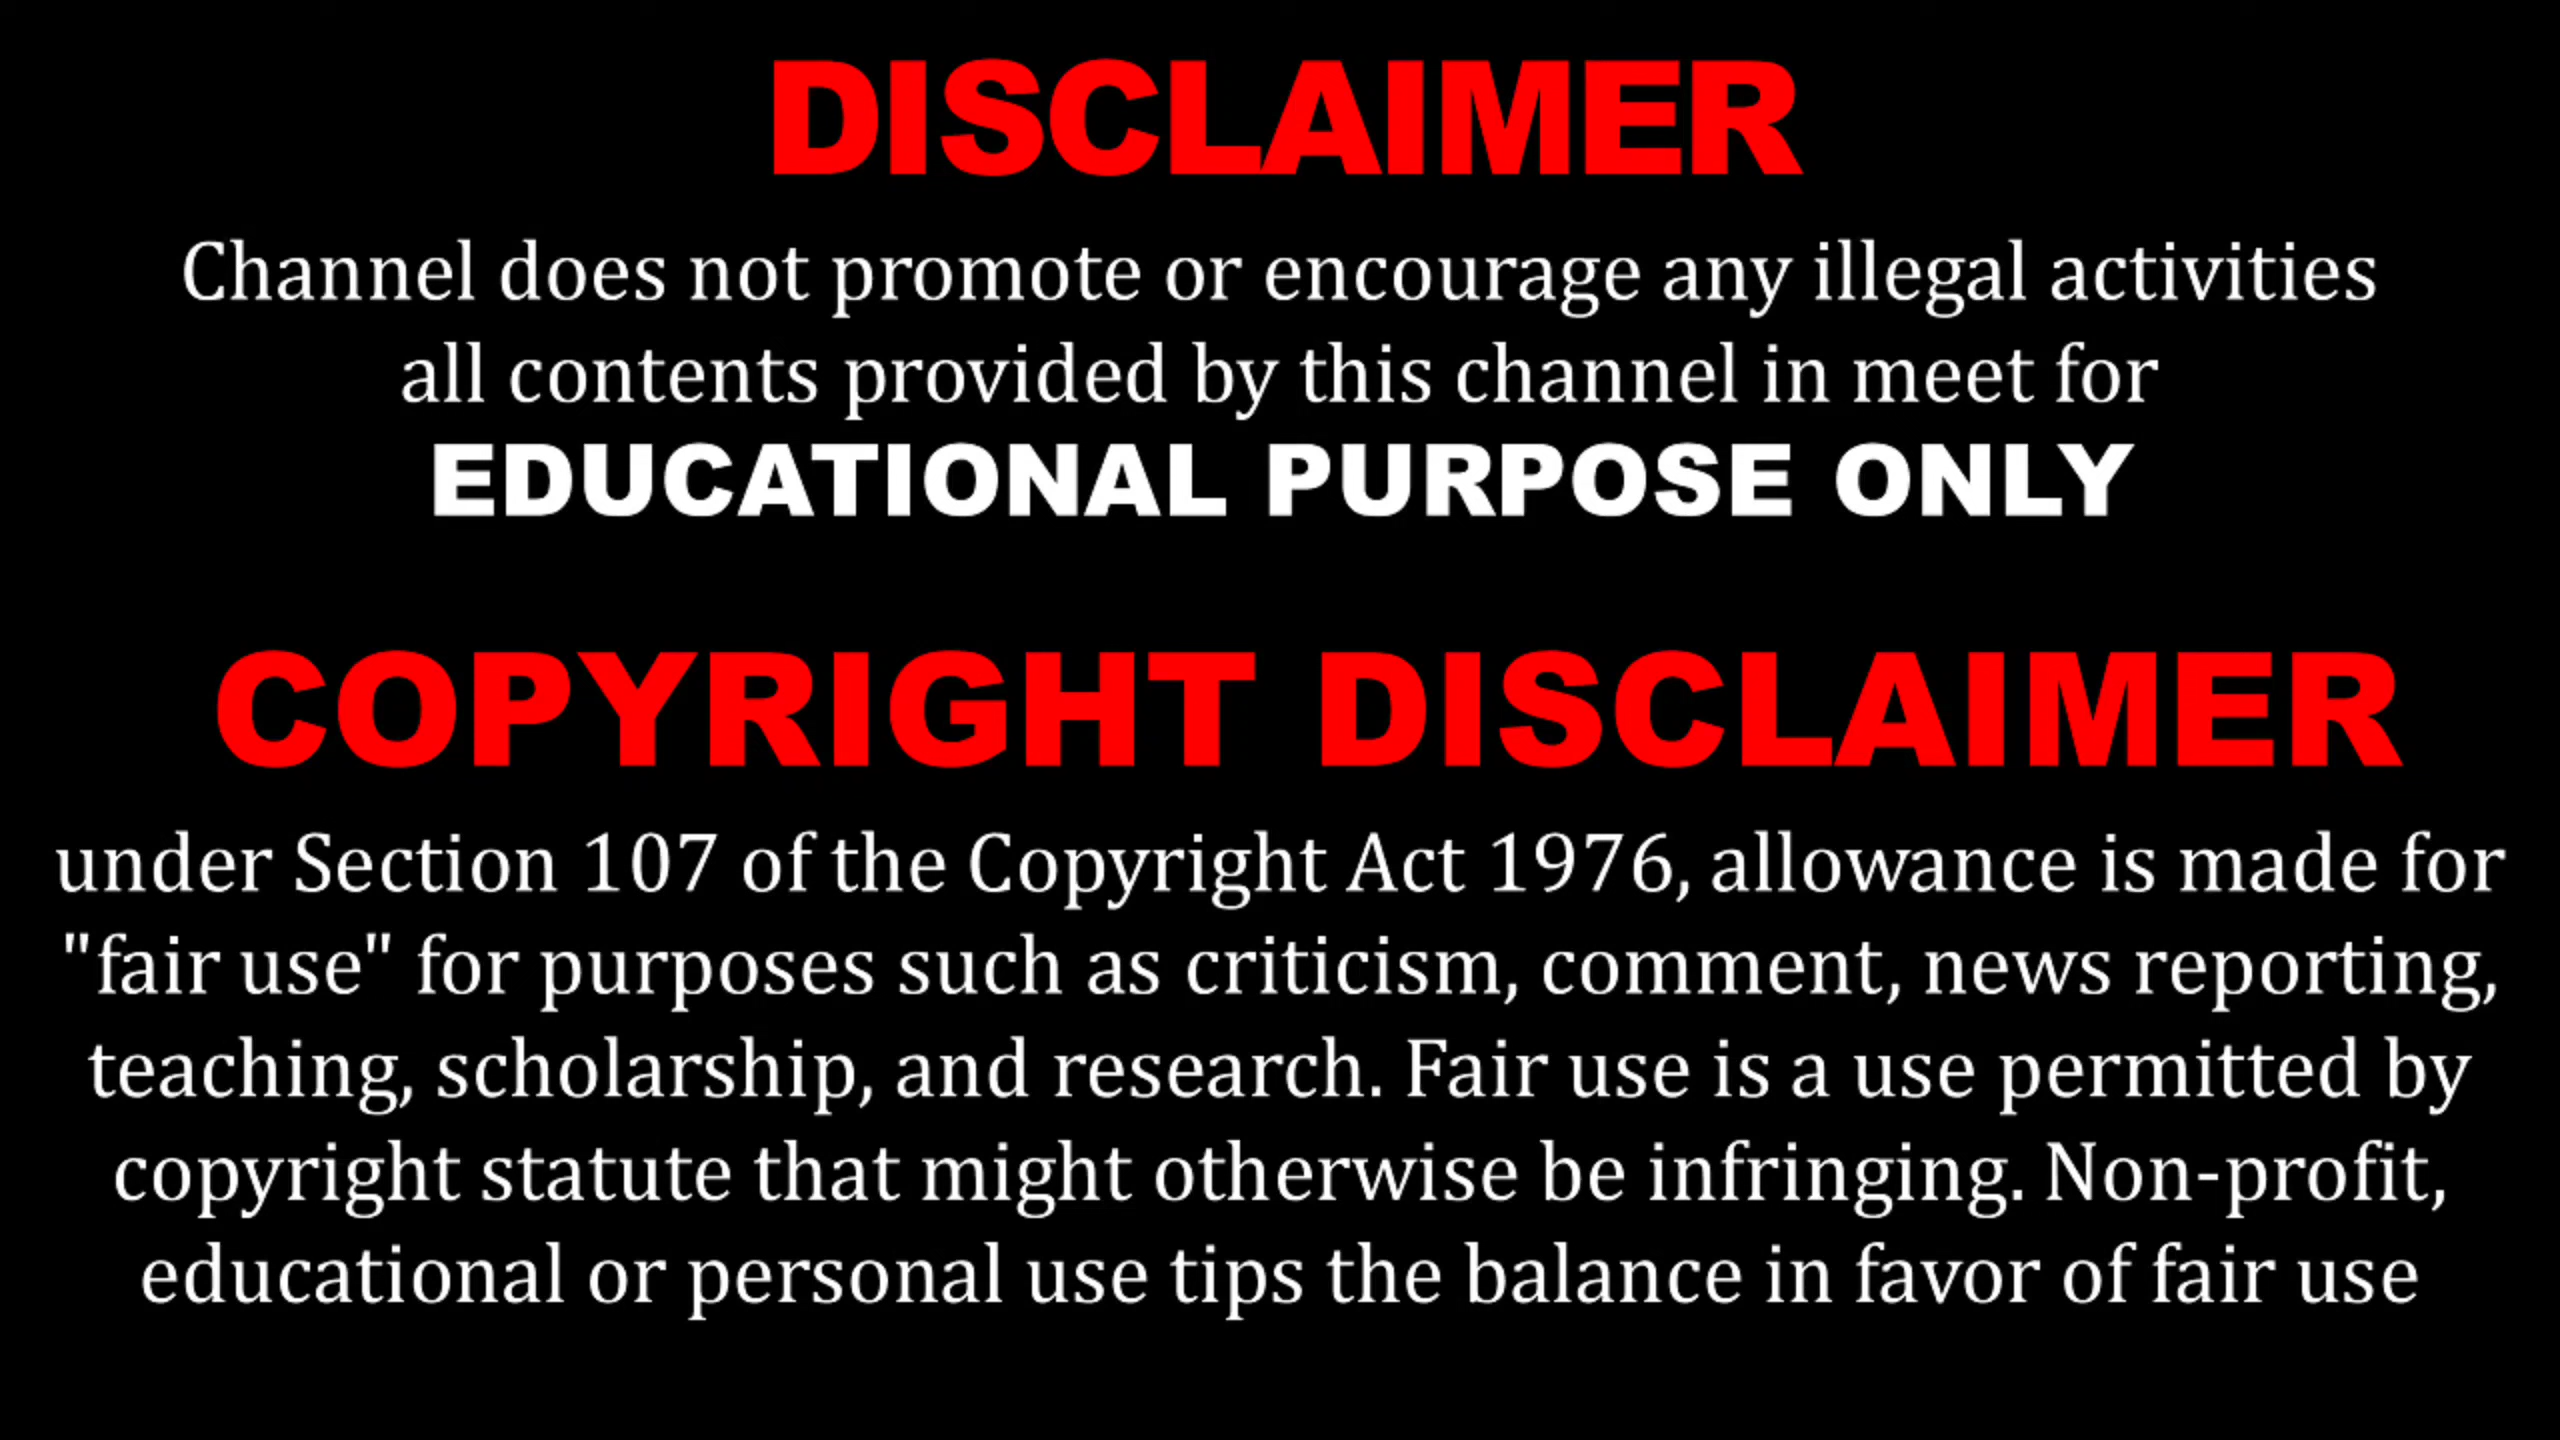 DISCLAIMER
Channel does not promote or encourage any illegal activities
all contents provided by this channel in meet for
EDUCATIONAL PURPOSE ONLY
COPYRIGHT DISCLAIMER
under Section 107 of the Copyright Act 1976, allowance is made for
"fair use" for purposes such as criticism, comment, news reporting,
teaching, scholarship, and research. Fair use is a use permitted by
copyright statute that might otherwise be infringing. Non-profit,
educational or personal use tips the balance in favor of fair use